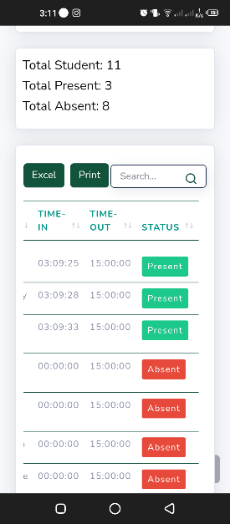 3:11
Total Student: 11
Total Present: 3
Total Absent: 8
Excel Print Search...
TIME-IN TIME-OUT STATUS
03:09:25 15:00:00 Present
y 03:09:28 15:00:00 Present
03:09:33 15:00:00 Present
00:00:00 15:00:00 Absent
00:00:00 15:00:00 Absent
00:00:00 15:00:00 Absent
e 00:00:00 15:00:00 Absent